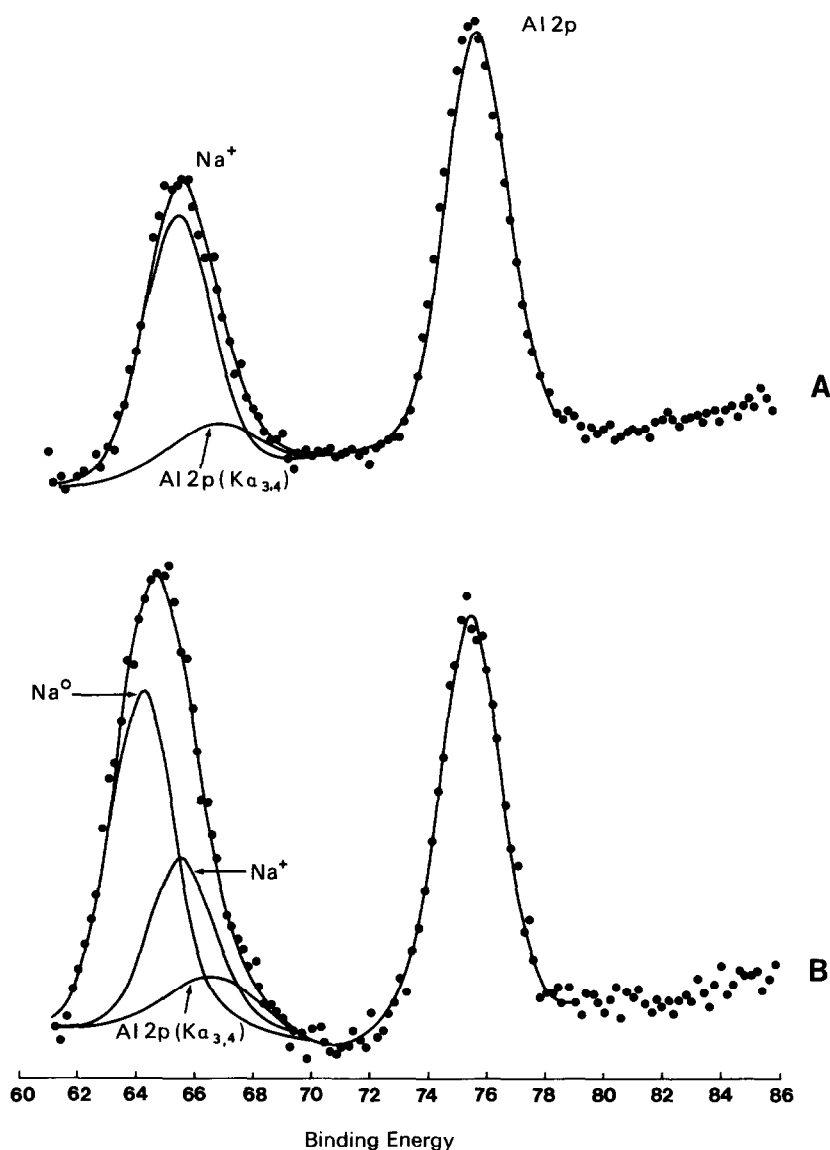 Al 2p
Na⁺
A
Al 2p (Kα₃,₄)
Na⁰
Na⁺
B
Al 2p (Kα₃,₄)
60 62 64 66 68 70 72 74 76 78 80 82 84 86
Binding Energy